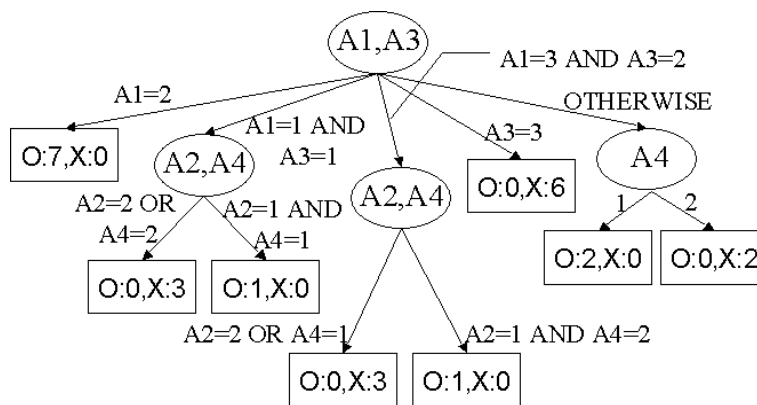 A1,A3
A1=3 AND A3=2
A1=2
OTHERWISE
A1=1 AND
A3=1
A3=3
O:7,X:0
A2,A4
O:0,X:6
A4
A2,A4
A2=2 OR
A4=2
A2=1 AND
A4=1
1
2
O:0,X:3
O:1,X:0
O:2,X:0
O:0,X:2
A2=2 OR A4=1
A2=1 AND A4=2
O:0,X:3
O:1,X:0